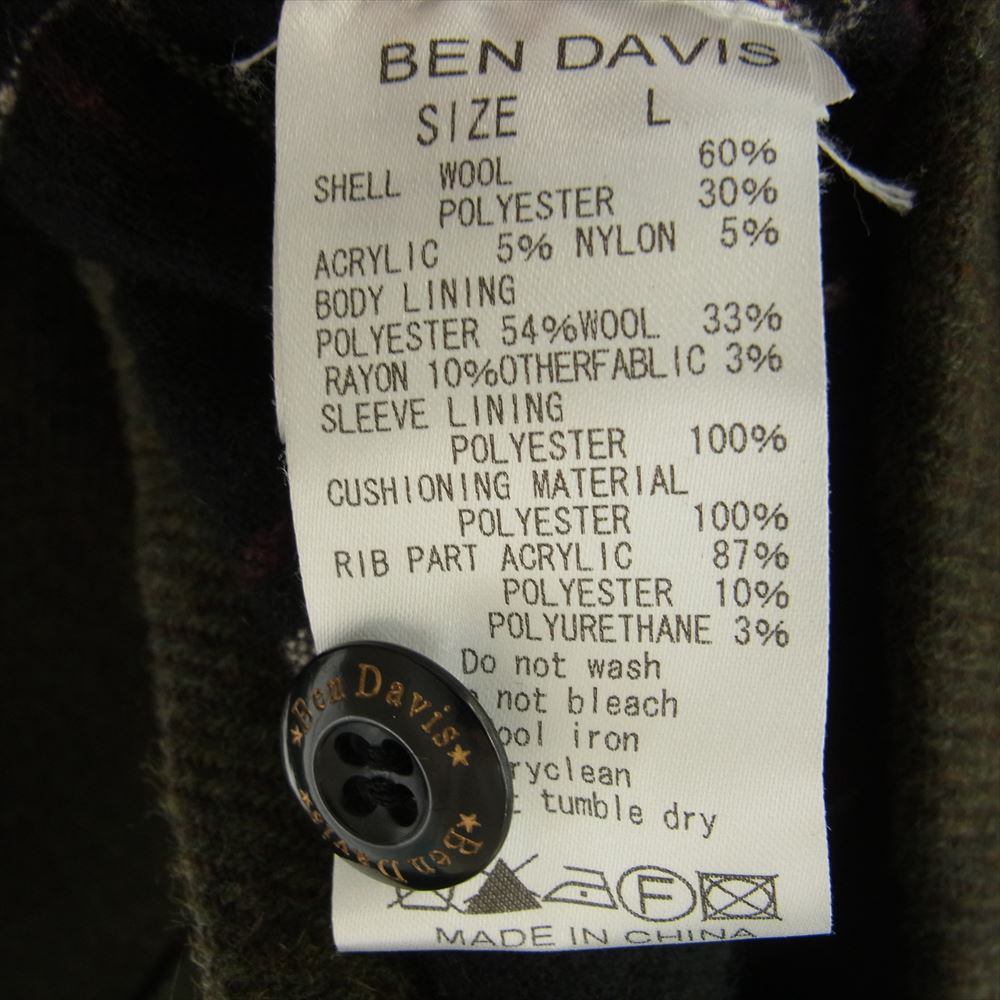 BEN DAVIS
SIZE L
SHELL WOOL 60%
POLYESTER 30%
ACRYLIC 5% NYLON 5%
BODY LINING
POLYESTER 54%WOOL 33%
RAYON 10%OTHERFABLIC 3%
SLEEVE LINING
POLYESTER 100%
CUSHIONING MATERIAL
POLYESTER 100%
RIB PART ACRYLIC 87%
POLYESTER 10%
POLYURETHANE 3%
Do not wash
not bleach
ool iron
ryclean
t tumble dry
F
MADE IN CHINA
★Ben Davis★
★Ben Davis★